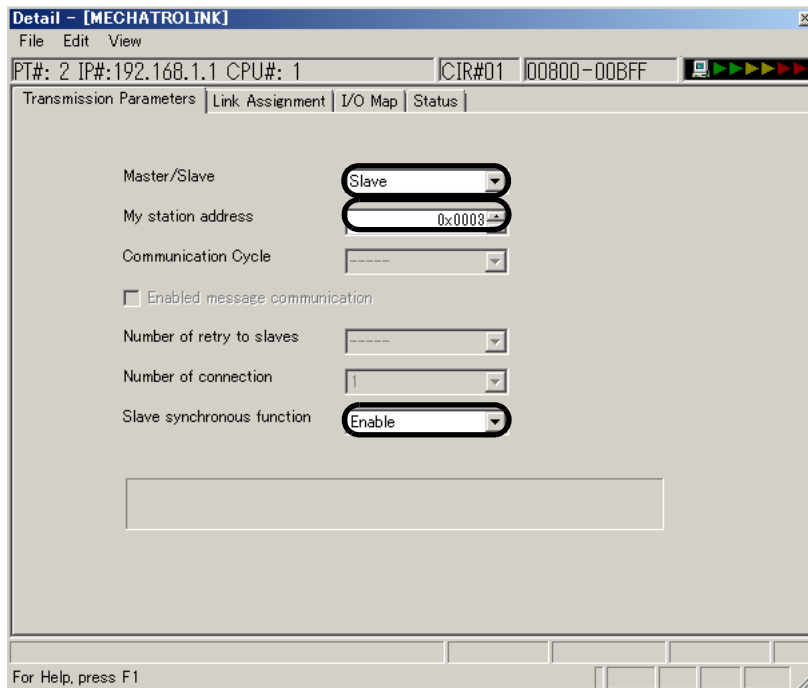 Detail - [MECHATROLINK]
File Edit View
PT#: 2 IP#:192.168.1.1 CPU#: 1 CIR#01 00800-00BFF
Transmission Parameters Link Assignment I/O Map Status
Master/Slave Slave
My station address 0x0003
Communication Cycle -----
Enabled message communication
Number of retry to slaves -----
Number of connection 1
Slave synchronous function Enable
For Help, press F1